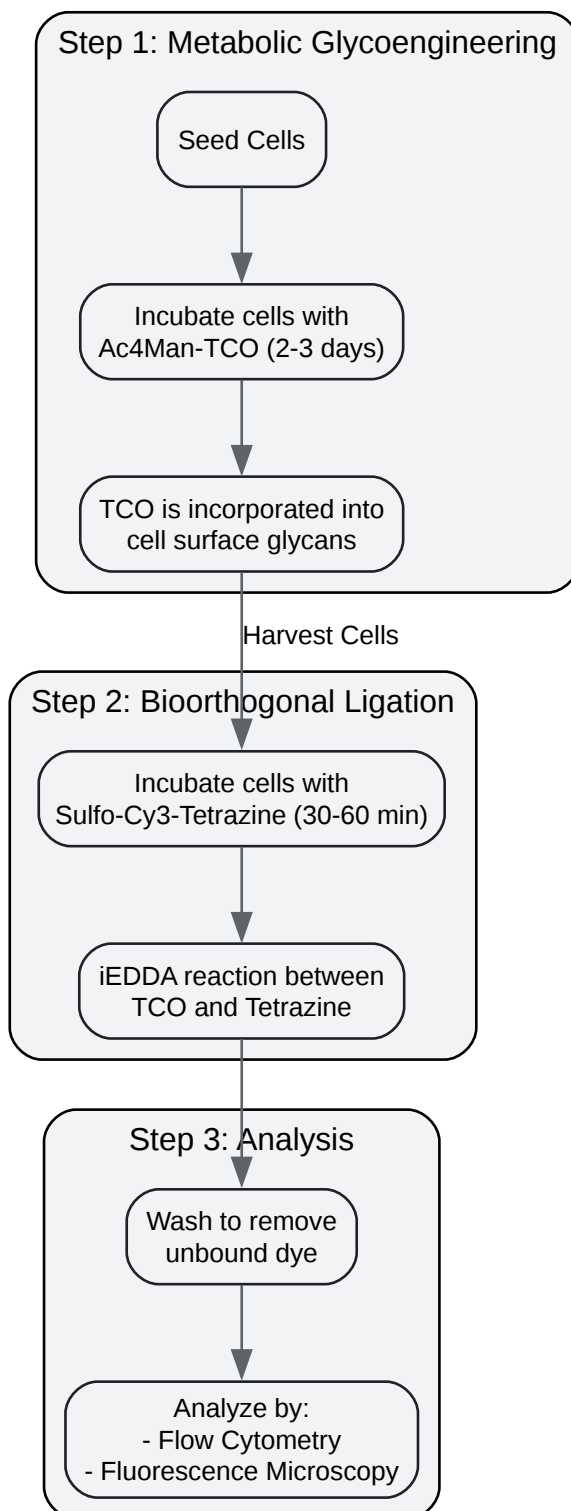 Step 1: Metabolic Glycoengineering
Seed Cells
Incubate cells with
Ac4Man-TCO (2-3 days)
TCO is incorporated into
cell surface glycans
Harvest Cells
Step 2: Bioorthogonal Ligation
Incubate cells with
Sulfo-Cy3-Tetrazine (30-60 min)
iEDDA reaction between
TCO and Tetrazine
Step 3: Analysis
Wash to remove
unbound dye
Analyze by:
- Flow Cytometry
- Fluorescence Microscopy